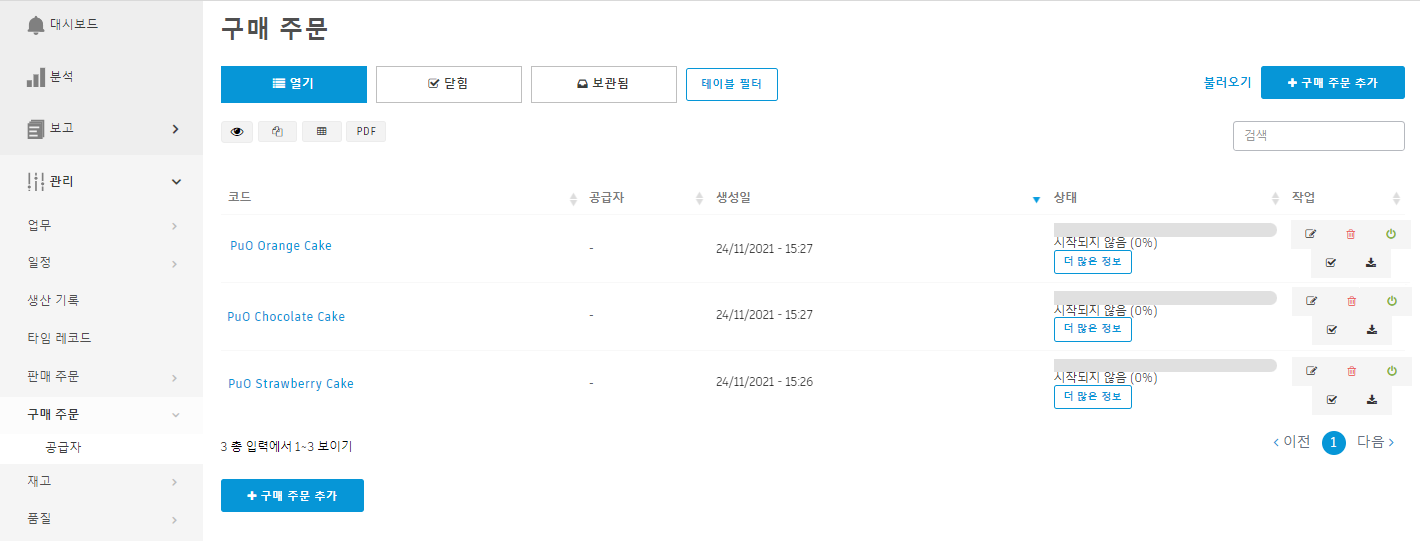 대시보드
분석
보고
관리
업무
일정
생산 기록
타임 레코드
판매 주문
구매 주문
공급자
재고
품질
구매 주문
열기 닫힘 보관됨 테이블 필터 불러오기 구매 주문 추가
PDF 검색
코드 공급자 생성일 상태 작업
PuO Orange Cake - 24/11/2021 - 15:27 시작되지 않음 (0%)
더 많은 정보
PuO Chocolate Cake - 24/11/2021 - 15:27 시작되지 않음 (0%)
더 많은 정보
PuO Strawberry Cake - 24/11/2021 - 15:26 시작되지 않음 (0%)
더 많은 정보
3 총 입력에서 1~3 보이기 이전 1 다음
구매 주문 추가